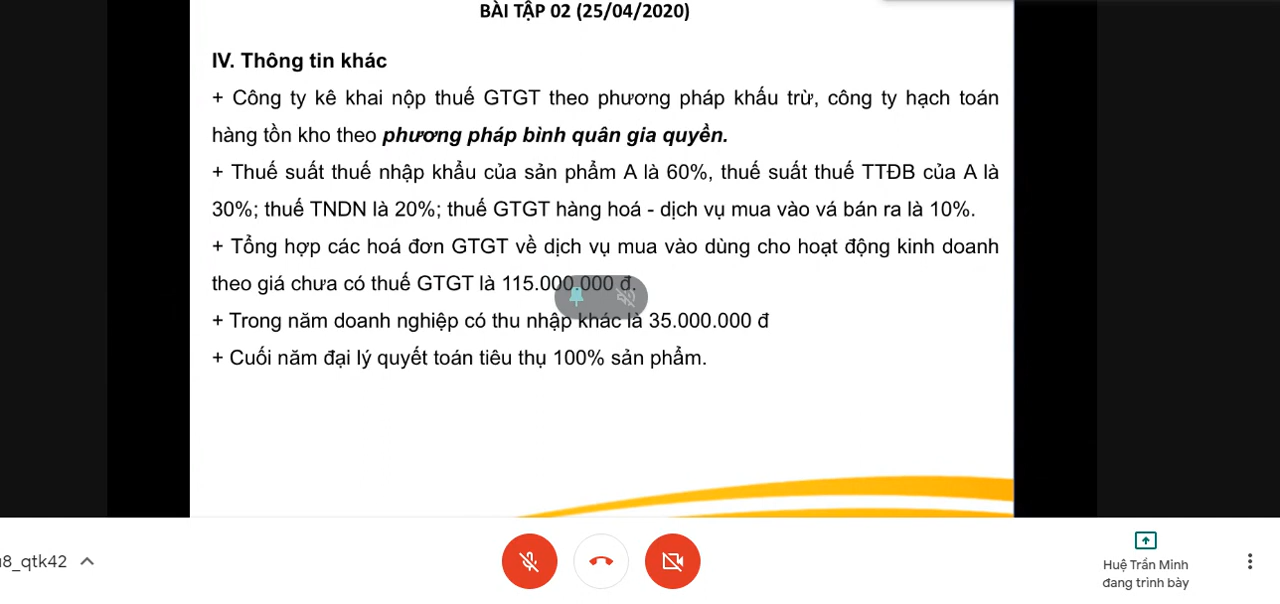 BÀI TẬP 02 (25/04/2020)
IV. Thông tin khác
+ Công ty kê khai nộp thuế GTGT theo phương pháp khấu trừ, công ty hạch toán
hàng tồn kho theo phương pháp bình quân gia quyền.
+ Thuế suất thuế nhập khẩu của sản phẩm A là 60%, thuế suất thuế TTĐB của A là
30%; thuế TNDN là 20%; thuế GTGT hàng hoá - dịch vụ mua vào vá bán ra là 10%.
+ Tổng hợp các hoá đơn GTGT về dịch vụ mua vào dùng cho hoạt động kinh doanh
theo giá chưa có thuế GTGT là 115.000.000 đ.
+ Trong năm doanh nghiệp có thu nhập khác là 35.000.000 đ
+ Cuối năm đại lý quyết toán tiêu thụ 100% sản phẩm.
8_qtk42
Huệ Trần Minh
đang trình bày